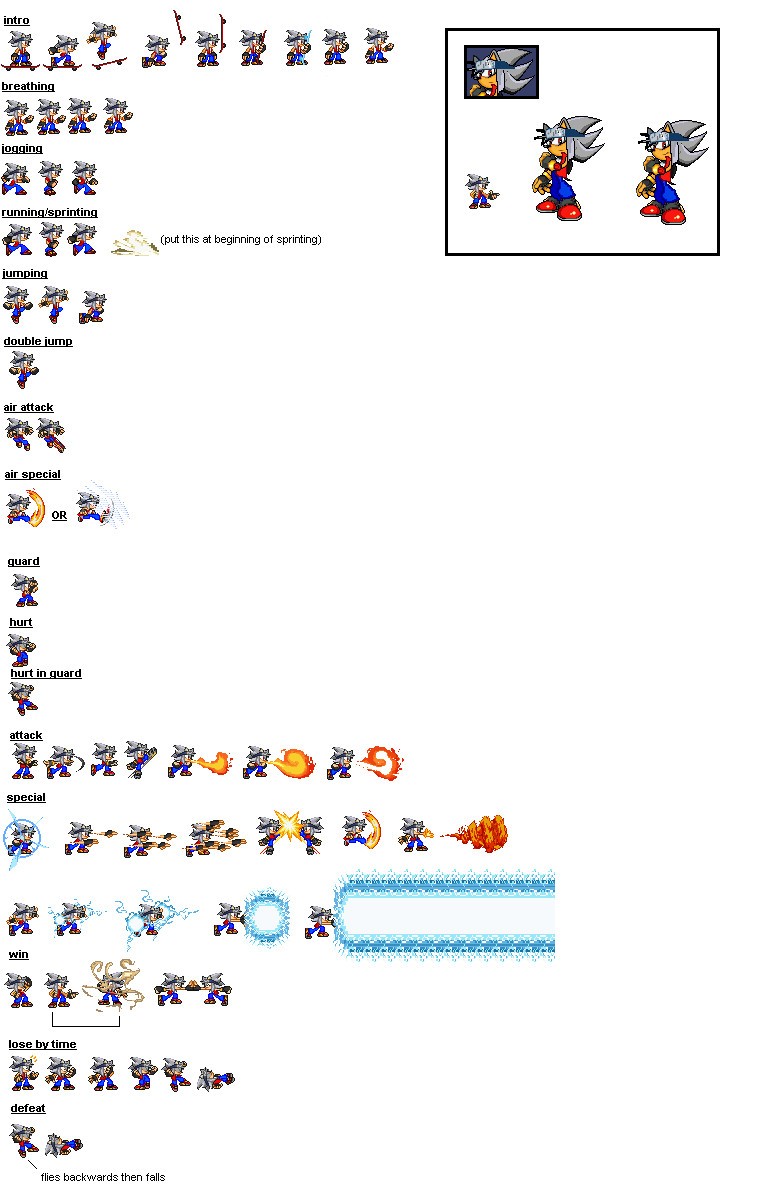 intro
breathing
jogging
running/sprinting
(put this at beginning of sprinting)
jumping
double jump
air attack
air special
OR
guard
hurt
hurt in guard
attack
special
win
lose by time
defeat
flies backwards then falls